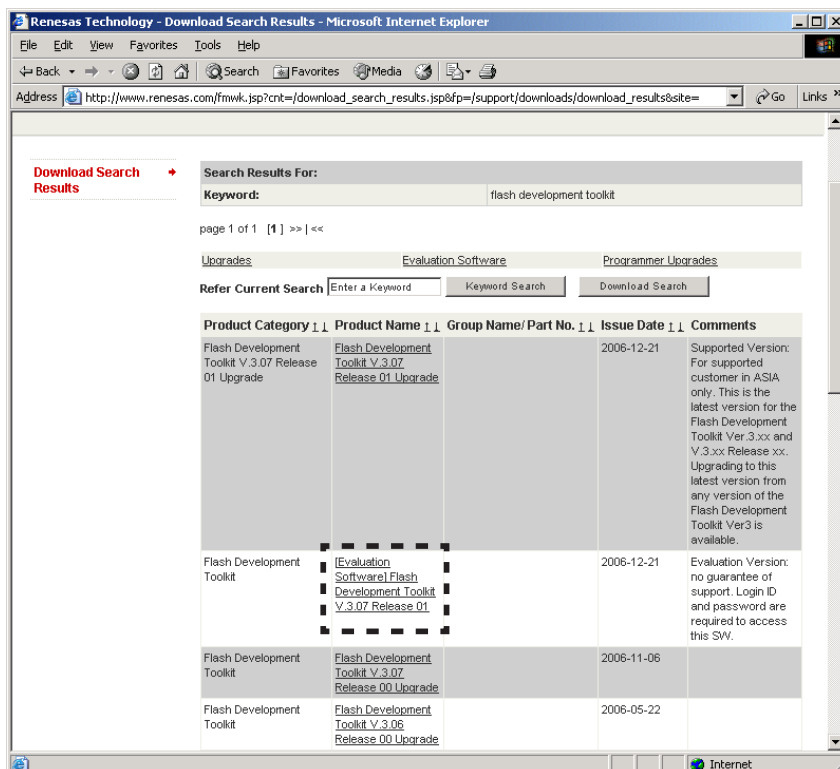 Renesas Technology - Download Search Results - Microsoft Internet Explorer
File Edit View Favorites Tools Help
Back Search Favorites Media
Address http://www.renesas.com/fmwk.jsp?cnt=/download_search_results.jsp&fp=/support/downloads/download_results&site= Go Links »
Download Search
Results
Search Results For:
Keyword: flash development toolkit
page 1 of 1 [1] >> | <<
Upgrades Evaluation Software Programmer Upgrades
Refer Current Search Enter a Keyword Keyword Search Download Search
Product Category ↑↓ Product Name ↑↓ Group Name/ Part No. ↑↓ Issue Date ↑↓ Comments
Flash Development
Toolkit V.3.07 Release
01 Upgrade
Flash Development
Toolkit V.3.07
Release 01 Upgrade
2006-12-21
Supported Version:
For supported
customer in ASIA
only. This is the
latest version for the
Flash Development
Toolkit Ver.3.xx and
V.3.xx Release xx.
Upgrading to this
latest version from
any version of the
Flash Development
Toolkit Ver3 is
available.
Flash Development
Toolkit
[Evaluation
Software] Flash
Development Toolkit
V.3.07 Release 01
2006-12-21
Evaluation Version:
no guarantee of
support. Login ID
and password are
required to access
this SW.
Flash Development
Toolkit
Flash Development
Toolkit V.3.07
Release 00 Upgrade
2006-11-06
Flash Development
Toolkit
Flash Development
Toolkit V.3.06
Release 00 Upgrade
2006-05-22
Internet